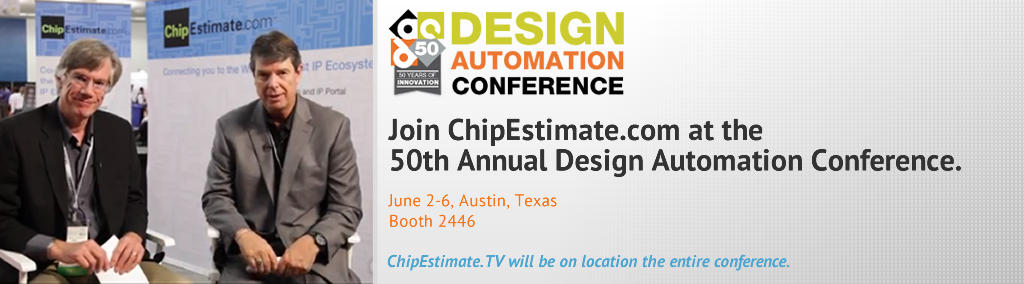 ChipEstimate.com
ChipEstimate.com
Connecting you to the W
IP Ecosyste
and IP Portal
50
50 YEARS OF
INNOVATION
DESIGN
AUTOMATION
CONFERENCE
Join ChipEstimate.com at the
50th Annual Design Automation Conference.
June 2-6, Austin, Texas
Booth 2446
ChipEstimate.TV will be on location the entire conference.